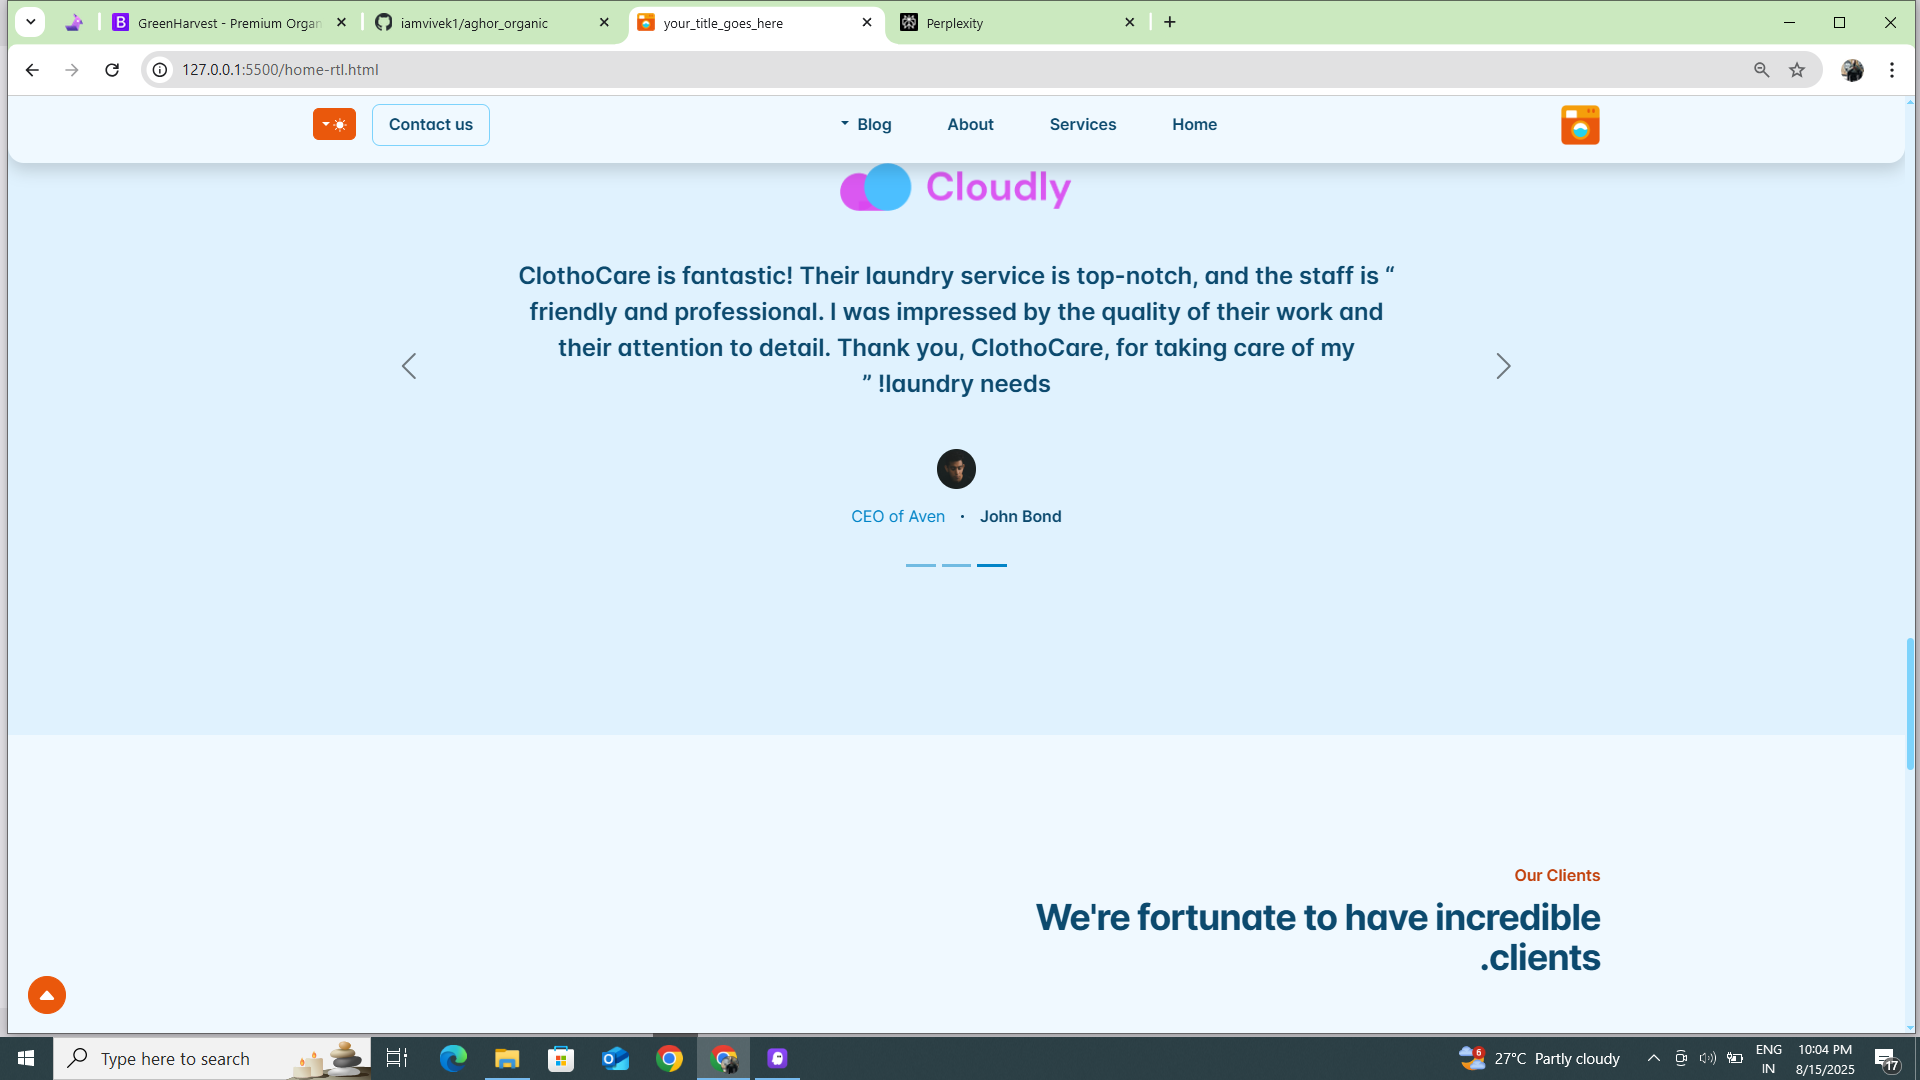 GreenHarvest - Premium Organ
iamvivek1/aghor_organic
your_title_goes_here
Perplexity
127.0.0.1:5500/home-rtl.html
Contact us
Blog
About
Services
Home
Cloudly
ClothoCare is fantastic! Their laundry service is top-notch, and the staff is “
friendly and professional. I was impressed by the quality of their work and
their attention to detail. Thank you, ClothoCare, for taking care of my
” !laundry needs
CEO of Aven · John Bond
Our Clients
We're fortunate to have incredible
.clients
Type here to search
6
27°C Partly cloudy
ENG
IN
10:04 PM
8/15/2025
17